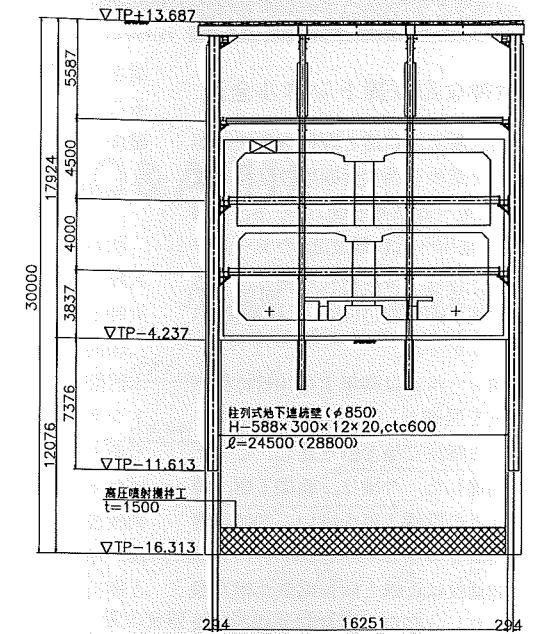 ▽TP+13.687
5587
4500
17924
4000
30000
3837
▽TP-4.237
7376
12076
柱列式地下連続壁(φ850)
H-588×300×12×20,ctc600
ℓ=24500(28800)
▽TP-11.613
高圧噴射攪拌工
t=1500
▽TP-16.313
294
16251
294